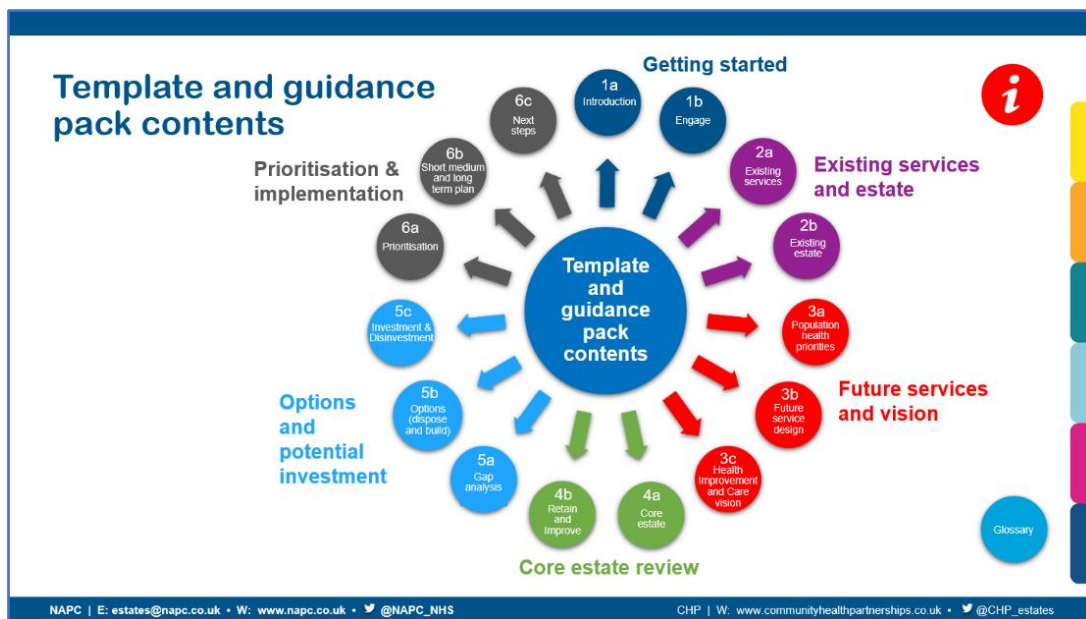 Template and guidance
pack contents
Getting started
1a
Introduction
1b
Engage
2a
Existing
services
Existing services
and estate
2b
Existing
estate
3a
Population
health
priorities
3b
Future
service
design
Future services
and vision
3c
Health
Improvement
and Care
vision
4a
Core
estate
4b
Retain
and
Improve
Core estate review
5a
Gap
analysis
5b
Options
(dispose
and build)
5c
Investment &
Disinvestment
Options
and
potential
investment
6a
Prioritisation
6b
Short medium
and long
term plan
6c
Next
steps
Prioritisation &
implementation
Template
and
guidance
pack
contents
i
Glossary
NAPC | E: estates@napc.co.uk • W: www.napc.co.uk • @NAPC_NHS
CHP | W: www.communityhealthpartnerships.co.uk • @CHP_estates